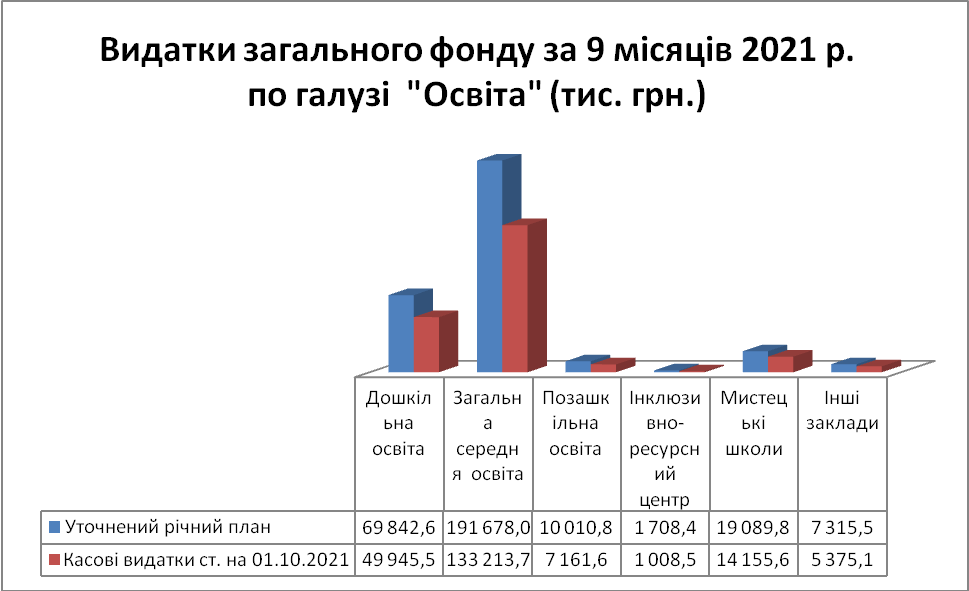 Видатки загального фонду за 9 місяців 2021 р.
по галузі "Освіта" (тис. грн.)
Дошкіл
ьна
освіта
Загальн
а
середн
я освіта
Позашк
ільна
освіта
Інклюзи
вно-
ресурсн
ий
центр
Мистец
ькі
школи
Інші
заклади
Уточнений річний план 69 842,6 191 678,0 10 010,8 1 708,4 19 089,8 7 315,5
Касові видатки ст. на 01.10.2021 49 945,5 133 213,7 7 161,6 1 008,5 14 155,6 5 375,1